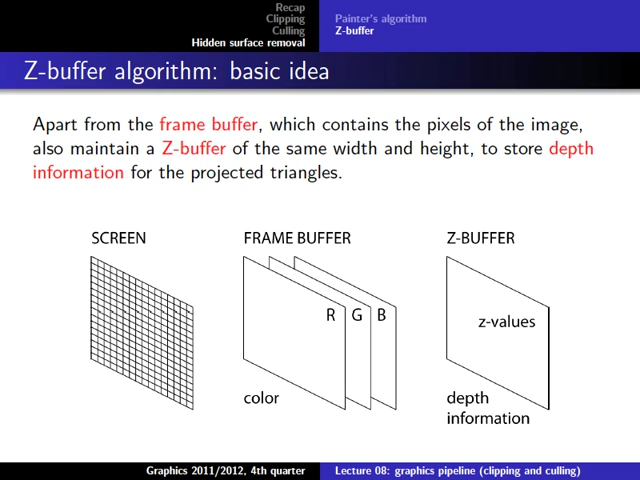 Recap
Clipping
Culling
Hidden surface removal
Painter's algorithm
Z-buffer
Z-buffer algorithm: basic idea
Apart from the frame buffer, which contains the pixels of the image,
also maintain a Z-buffer of the same width and height, to store depth
information for the projected triangles.
SCREEN
FRAME BUFFER
Z-BUFFER
R G B
z-values
color
depth
information
Graphics 2011/2012, 4th quarter
Lecture 08: graphics pipeline (clipping and culling)